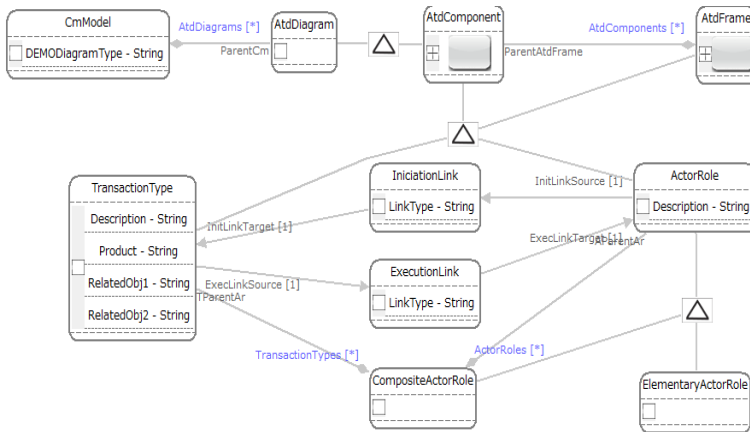 CmModel
DEMODiagramType - String
AtdDiagrams [*]
ParentCm
AtdDiagram
AtdComponent
ParentAtdFrame
AtdComponents [*]
AtdFrame
TransactionType
Description - String
Product - String
RelatedObj1 - String
RelatedObj2 - String
IniciationLink
LinkType - String
InitLinkSource [1]
InitLinkTarget [1]
ActorRole
Description - String
ExecLinkTarget [1]
AParentAr
ExecutionLink
LinkType - String
ExecLinkSource [1]
TParentAr
TransactionTypes [*]
ActorRoles [*]
CompositeActorRole
ElementaryActorRole